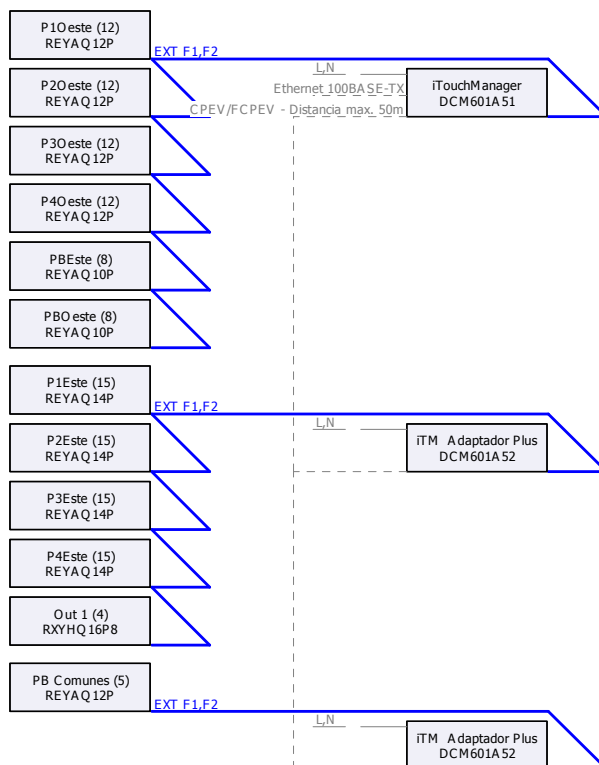 P1Oeste (12)
REYAQ12P
EXT F1,F2
L,N
P2Oeste (12)
REYAQ12P
Ethernet 100BASE-TX
CPEV/FCPEV - Distancia max. 50m
iTouchManager
DCM601A51
P3Oeste (12)
REYAQ12P
P4Oeste (12)
REYAQ12P
PBEste (8)
REYAQ10P
PBOeste (8)
REYAQ10P
P1Este (15)
REYAQ14P
EXT F1,F2
L,N
P2Este (15)
REYAQ14P
iTM Adaptador Plus
DCM601A52
P3Este (15)
REYAQ14P
P4Este (15)
REYAQ14P
Out 1 (4)
RXYHQ16P8
PB Comunes (5)
REYAQ12P
EXT F1,F2
L,N
iTM Adaptador Plus
DCM601A52